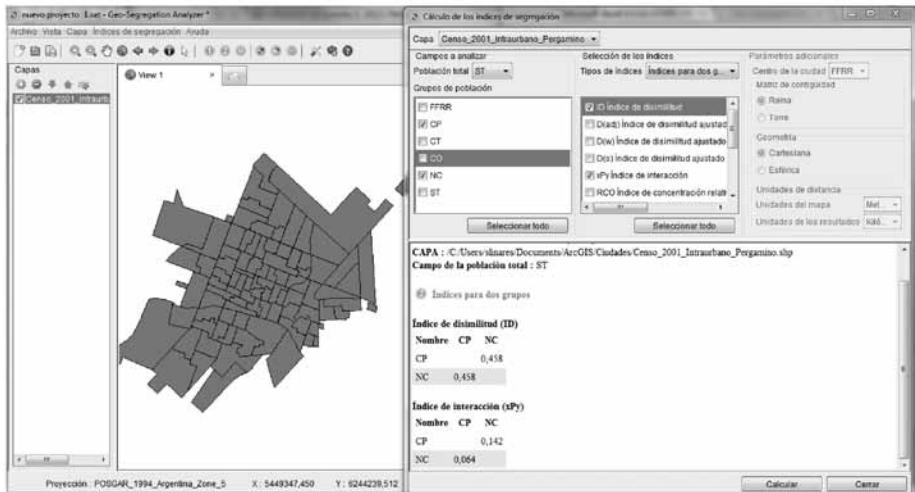 nuevo proyecto 1.sat - Geo-Segregation Analyzer *
Archivo Vista Capa Índices de segregación Ayuda
Capas
Censo_2001_Intraurb
View 1
Proyección : POSGAR_1994_Argentina_Zone_5 X : 5449347,450 Y : 6244239,512
Cálculo de los índices de segregación
Capa Censo_2001_Intraurbano_Pergamino
Campos a analizar
Población total ST
Grupos de población
FFRR
CP
CT
CO
NC
ST
Seleccionar todo
Selección de los índices
Tipos de índices Índices para dos g...
ID Índice de disimilitud
D(adj) Índice de disimilitud ajustad
D(w) Índice de disimilitud ajustado
D(s) Índice de disimilitud ajustado
xPy Índice de interacción
RCO Índice de concentración relati
Seleccionar todo
Parámetros adicionales
Centro de la ciudad FFRR
Matriz de contigüidad
Reina
Torre
Geometría
Cartesiana
Esférica
Unidades de distancia
Unidades del mapa Met...
Unidades de los resultados Kiló...
CAPA : /C:/Users/slinares/Documents/ArcGIS/Ciudades/Censo_2001_Intraurbano_Pergamino.shp
Campo de la población total : ST
Índices para dos grupos
Índice de disimilitud (ID)
Nombre CP NC
CP 0,458
NC 0,458
Índice de interacción (xPy)
Nombre CP NC
CP 0,142
NC 0,064
Calcular Cerrar